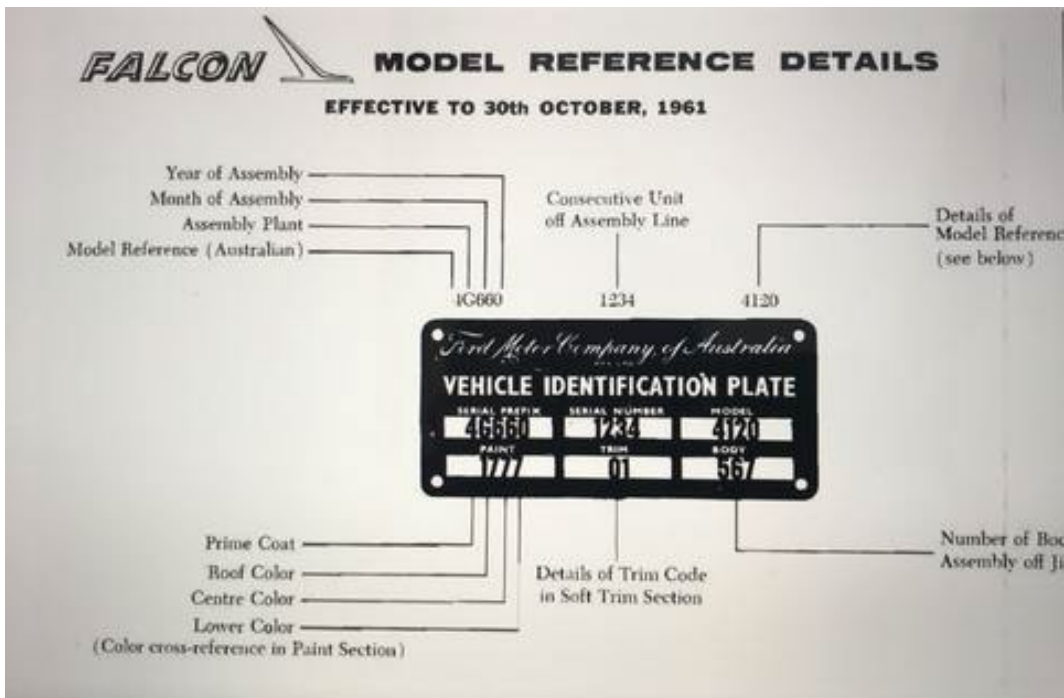 FALCON MODEL REFERENCE DETAILS
EFFECTIVE TO 30th OCTOBER, 1961
Year of Assembly
Month of Assembly
Assembly Plant
Model Reference (Australian)
Consecutive Unit
off Assembly Line
Details of
Model Referenc
(see below)
4G660 1234 4120
Ford Motor Company, of Australia
VEHICLE IDENTIFICATION PLATE
SERIAL PREFIX SERIAL NUMBER MODEL
4G660 1234 4120
PAINT TRIM BODY
1777 01 567
Prime Coat
Roof Color
Centre Color
Lower Color
(Color cross-reference in Paint Section)
Details of Trim Code
in Soft Trim Section
Number of Bo
Assembly off Ji